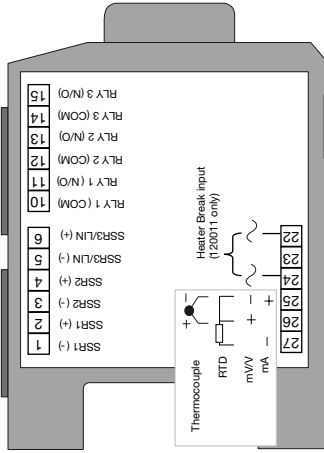 15 RLY 3 (N/O)
14 RLY 3 (COM)
13 RLY 2 (N/O)
12 RLY 2 (COM)
11 RLY 1 (N/O)
10 RLY 1 ( COM)
6 SSR3/LIN (+)
5 SSR3/LIN (-)
4 SSR2 (+)
3 SSR2 (-)
2 SSR1 (+)
1 SSR1 (-)
Heater Break input
(120011 only)
22
23
24
25
26
27
Thermocouple + −
RTD
mV/V + −
mA − +